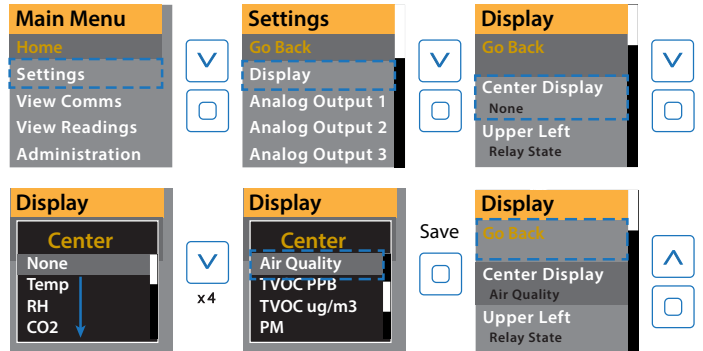 Main Menu
Home
Settings
View Comms
View Readings
Administration
Settings
Go Back
Display
Analog Output 1
Analog Output 2
Analog Output 3
Display
Go Back
Center Display
None
Upper Left
Relay State
Display
Center
None
Temp
RH
CO2
x4
Display
Center
Air Quality
TVOC PPB
TVOC ug/m3
PM
Save
Display
Go Back
Center Display
Air Quality
Upper Left
Relay State